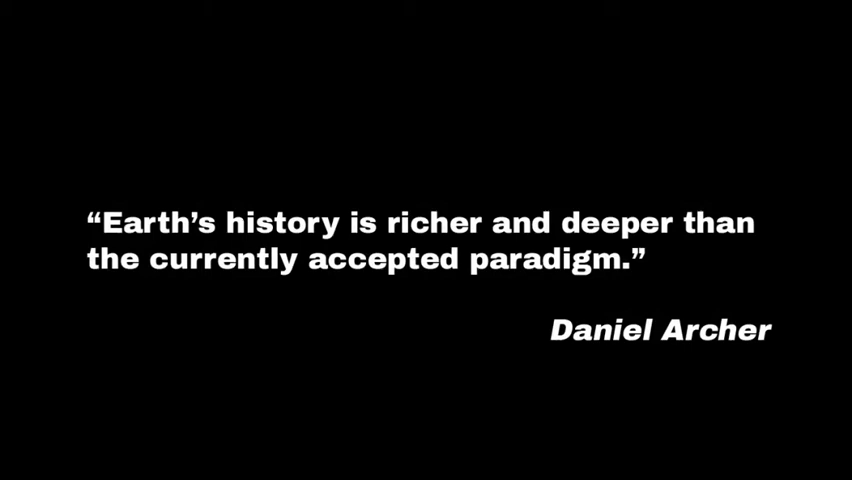 “Earth’s history is richer and deeper than
the currently accepted paradigm.”
Daniel Archer